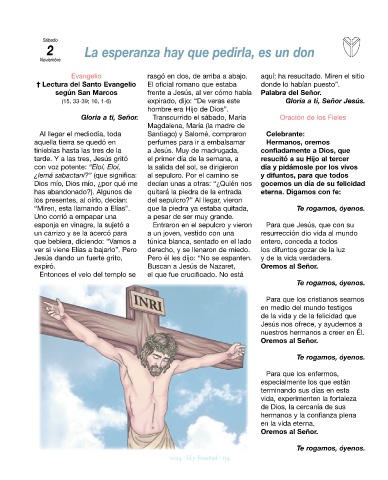 Sábado
2
Noviembre
La esperanza hay que pedirla, es un don
Evangelio
† Lectura del Santo Evangelio
según San Marcos
(15, 33-39; 16, 1-6)
Gloria a ti, Señor.
Al llegar el mediodía, toda
aquella tierra se quedó en
tinieblas hasta las tres de la
tarde. Y a las tres, Jesús gritó
con voz potente: “Eloí, Eloí,
¿lemá sabactaní?” (que significa:
Dios mío, Dios mío, ¿por qué me
has abandonado?). Algunos de
los presentes, al oírlo, decían:
“Miren, esta llamando a Elías”.
Uno corrió a empapar una
esponja en vinagre, la sujetó a
un carrizo y se la acercó para
que bebiera, diciendo: “Vamos a
ver si viene Elías a bajarlo”. Pero
Jesús dando un fuerte grito,
expiró.
Entonces el velo del templo se
rasgó en dos, de arriba a abajo.
El oficial romano que estaba
frente a Jesús, al ver cómo había
expirado, dijo: “De veras este
hombre era Hijo de Dios”.
Transcurrido el sábado, María
Magdalena, María (la madre de
Santiago) y Salomé, compraron
perfumes para ir a embalsamar
a Jesús. Muy de madrugada,
el primer día de la semana, a
la salida del sol, se dirigieron
al sepulcro. Por el camino se
decían unas a otras: “¿Quién nos
quitará la piedra de la entrada
del sepulcro?” Al llegar, vieron
que la piedra ya estaba quitada,
a pesar de ser muy grande.
Entraron en el sepulcro y vieron
a un joven, vestido con una
túnica blanca, sentado en el lado
derecho, y se llenaron de miedo.
Pero él les dijo: “No se espanten.
Buscan a Jesús de Nazaret,
el que fue crucificado. No está
aquí; ha resucitado. Miren el sitio
donde lo habían puesto”.
Palabra del Señor.
Gloria a ti, Señor Jesús.
Oración de los Fieles
Celebrante:
Hermanos, oremos
confiadamente a Dios, que
resucitó a su Hijo al tercer
día y pidámosle por los vivos
y difuntos, para que todos
gocemos un día de su felicidad
eterna. Digamos con fe:
Te rogamos, óyenos.
Para que Jesús, que con su
resurrección dio vida al mundo
entero, conceda a todos
los difuntos gozar de la luz
y de la vida verdadera.
Oremos al Señor.
Te rogamos, óyenos.
Para que los cristianos seamos
en medio del mundo testigos
de la vida y de la felicidad que
Jesús nos ofrece, y ayudemos a
nuestros hermanos a creer en Él.
Oremos al Señor.
Te rogamos, óyenos.
Para que los enfermos,
especialmente los que están
terminando sus días en esta
vida, experimenten la fortaleza
de Dios, la cercanía de sus
hermanos y la confianza plena
en la vida eterna.
Oremos al Señor.
Te rogamos, óyenos.
INRI